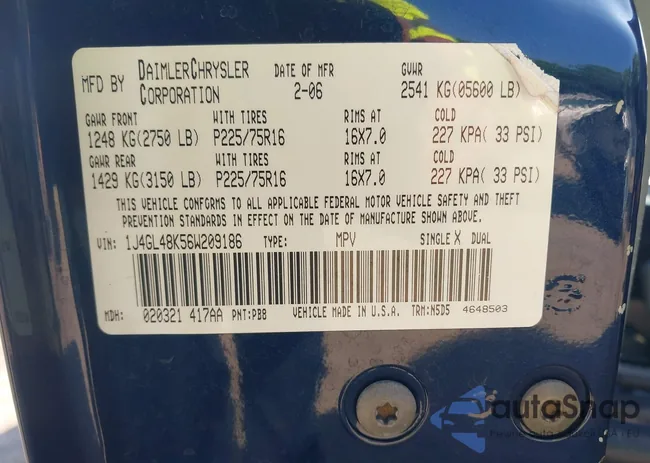 MFD BY DAIMLERCHRYSLER CORPORATION DATE OF MFR 2-06 GVWR 2541 KG(05600 LB)
GAWR FRONT WITH TIRES RIMS AT COLD
1248 KG(2750 LB) P225/75R16 16X7.0 227 KPA( 33 PSI)
GAWR REAR WITH TIRES RIMS AT COLD
1429 KG(3150 LB) P225/75R16 16X7.0 227 KPA( 33 PSI)
THIS VEHICLE CONFORMS TO ALL APPLICABLE FEDERAL MOTOR VEHICLE SAFETY AND THEFT
PREVENTION STANDARDS IN EFFECT ON THE DATE OF MANUFACTURE SHOWN ABOVE.
VIN: 1J4GL48K56W209186 TYPE: MPV SINGLE X DUAL
MDH: 020321 417AA PNT:PB8 VEHICLE MADE IN U.S.A. TRM:N5D5 4648503
autoSnap